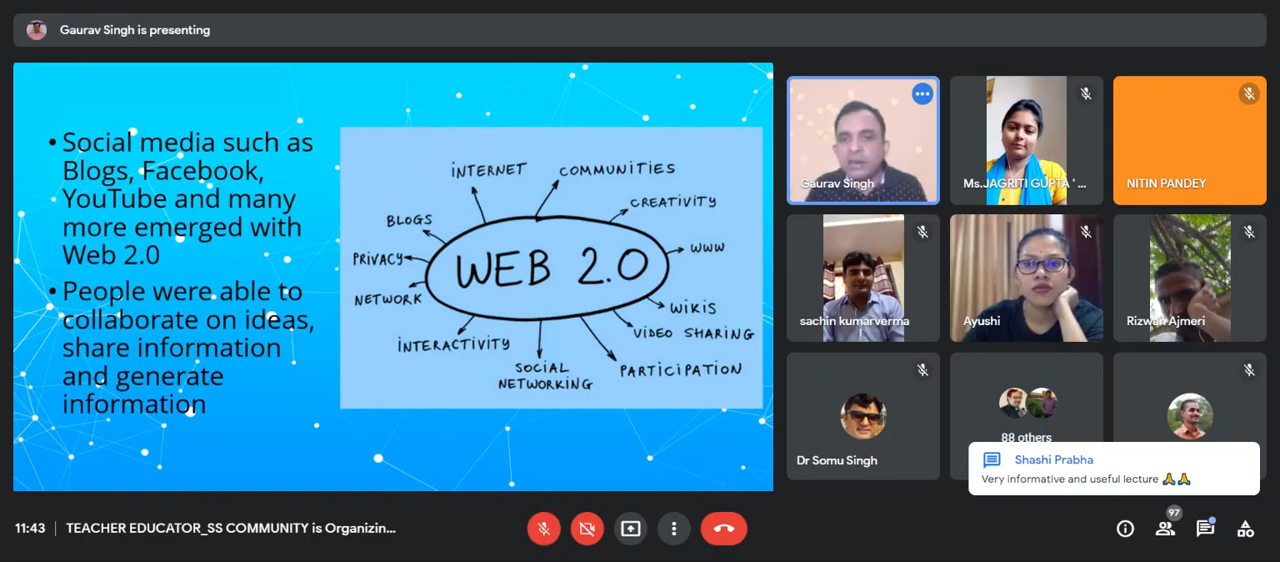 Gaurav Singh is presenting
• Social media such as
Blogs, Facebook,
YouTube and many
more emerged with
Web 2.0
• People were able to
collaborate on ideas,
share information
and generate
information
INTERNET
COMMUNITIES
CREATIVITY
BLOGS
WWW
PRIVACY
WEB 2.0
NETWORK
WIKIS
VIDEO SHARING
INTERACTIVITY
SOCIAL
NETWORKING
PARTICIPATION
Gaurav Singh
Ms.JAGRITI GUPTA ' ...
NITIN PANDEY
sachin kumarverma
Ayushi
Rizwan Ajmeri
Dr Somu Singh
88 others
Shashi Prabha
Very informative and useful lecture 🙏🙏
11:43 | TEACHER EDUCATOR_SS COMMUNITY is Organizin...
97